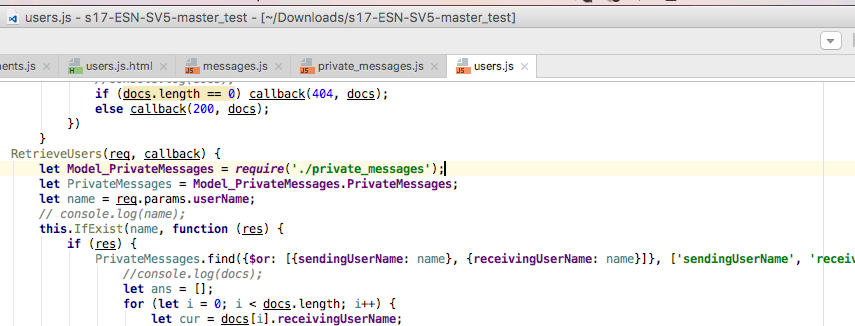 users.js - s17-ESN-SV5-master_test - [~/Downloads/s17-ESN-SV5-master_test]
ents.js × users.js.html × messages.js × private_messages.js × users.js ×
if (docs.length == 0) callback(404, docs);
else callback(200, docs);
})
}
RetrieveUsers(req, callback) {
let Model_PrivateMessages = require('./private_messages');
let PrivateMessages = Model_PrivateMessages.PrivateMessages;
let name = req.params.userName;
// console.log(name);
this.IfExist(name, function (res) {
if (res) {
PrivateMessages.find({$or: [{sendingUserName: name}, {receivingUserName: name}]}, ['sendingUserName', 'receiv
//console.log(docs);
let ans = [];
for (let i = 0; i < docs.length; i++) {
let cur = docs[i].receivingUserName;